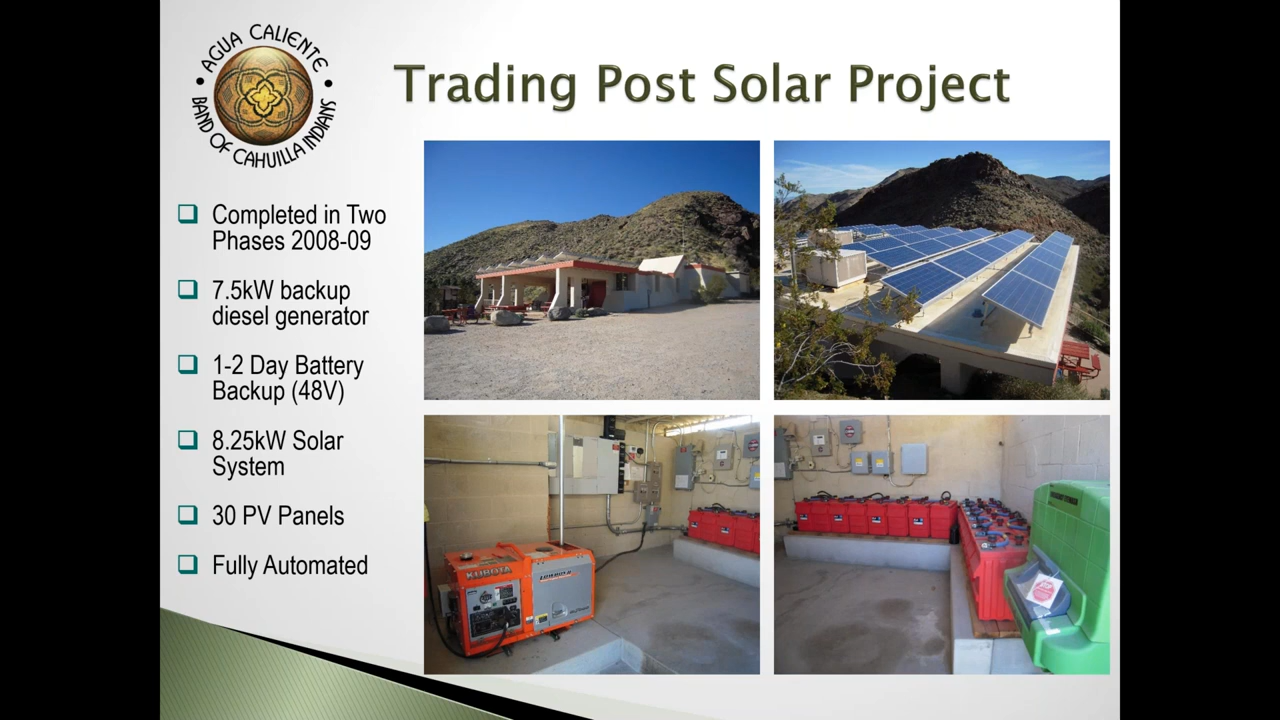 AGUA CALIENTE
BAND OF CAHUILLA INDIANS
Trading Post Solar Project
Completed in Two
Phases 2008-09
7.5kW backup
diesel generator
1-2 Day Battery
Backup (48V)
8.25kW Solar
System
30 PV Panels
Fully Automated
KUBOTA